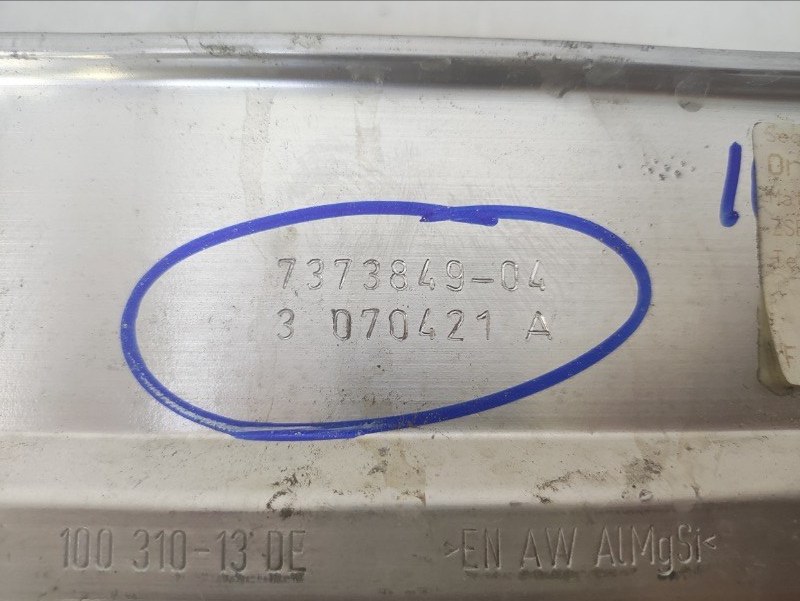 7373849-04
3 070421 A
100 310-13 DE
>EN AW AlMgSi<